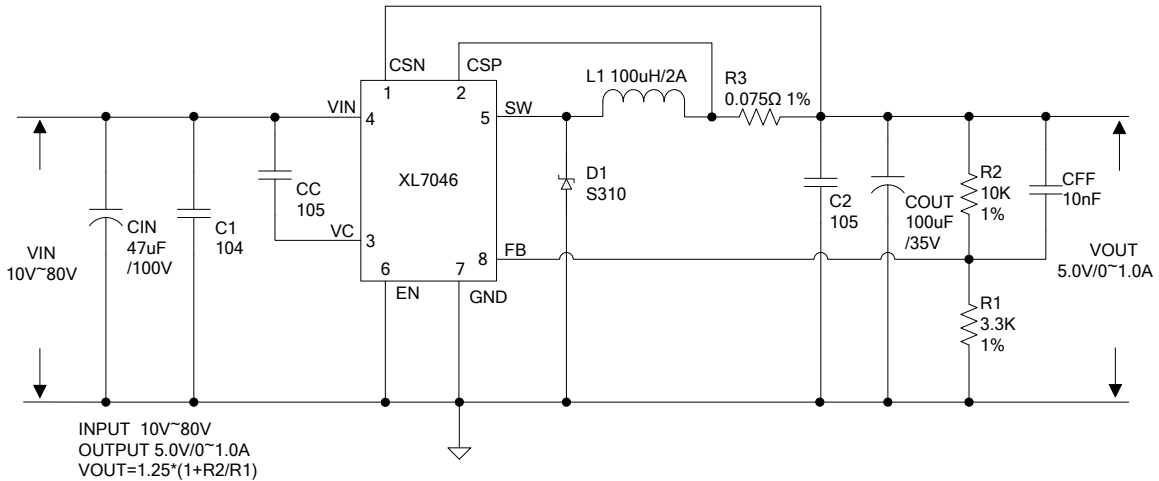 CSN
CSP
1
2
L1 100uH/2A
R3
0.075Ω 1%
VIN
4
5
SW
XL7046
D1
S310
CC
105
VC
3
CIN
47uF
/100V
C1
104
VIN
10V~80V
6
7
8
FB
EN
GND
C2
105
COUT
100uF
/35V
R2
10K
1%
CFF
10nF
VOUT
5.0V/0~1.0A
R1
3.3K
1%
INPUT 10V~80V
OUTPUT 5.0V/0~1.0A
VOUT=1.25*(1+R2/R1)